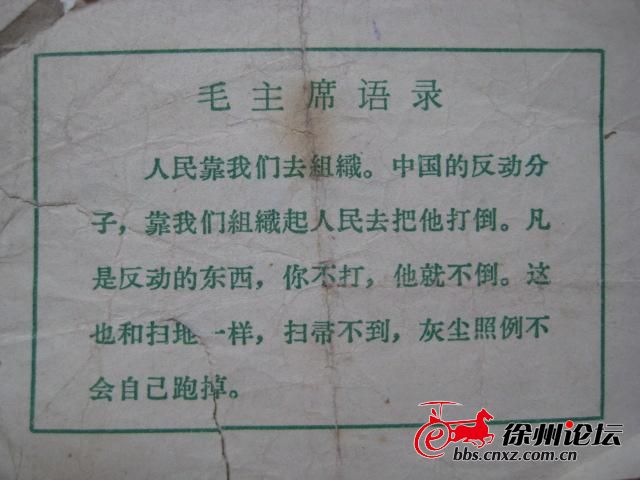 毛主席语录
人民靠我们去組織。中国的反动分
子，靠我们組織起人民去把他打倒。凡
是反动的东西，你不打，他就不倒。这
也和扫地一样，扫帚不到，灰尘照例不
会自己跑掉。
徐州论坛
bbs.cnxz.com.cn